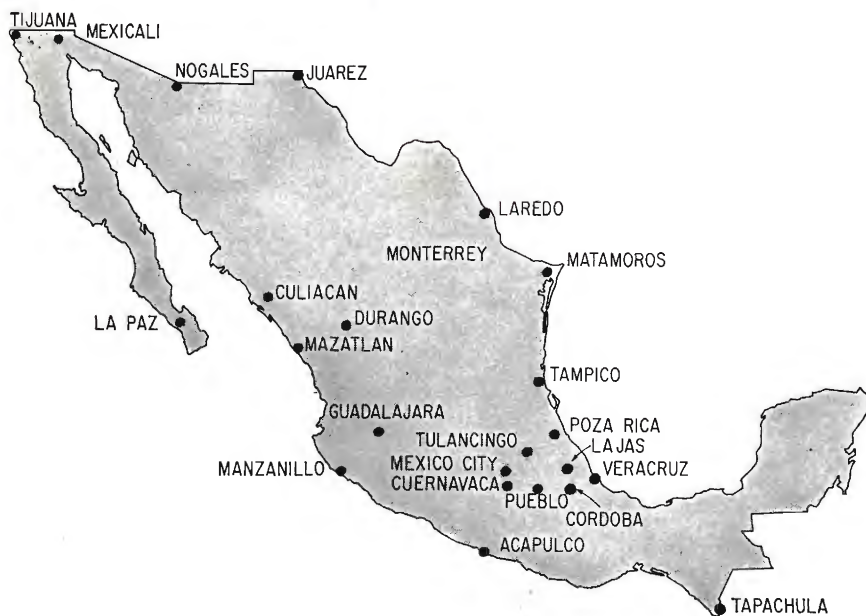 TIJUANA
MEXICALI
NOGALES
JUAREZ
LAREDO
MONTERREY
MATAMOROS
CULIACAN
LA PAZ
DURANGO
MAZATLAN
TAMPICO
GUADALAJARA
POZA RICA
TULANCINGO
LAJAS
MANZANILLO
MEXICO CITY
VERACRUZ
CUERNAVACA
PUEBLO
CORDOBA
ACAPULCO
TAPACHULA